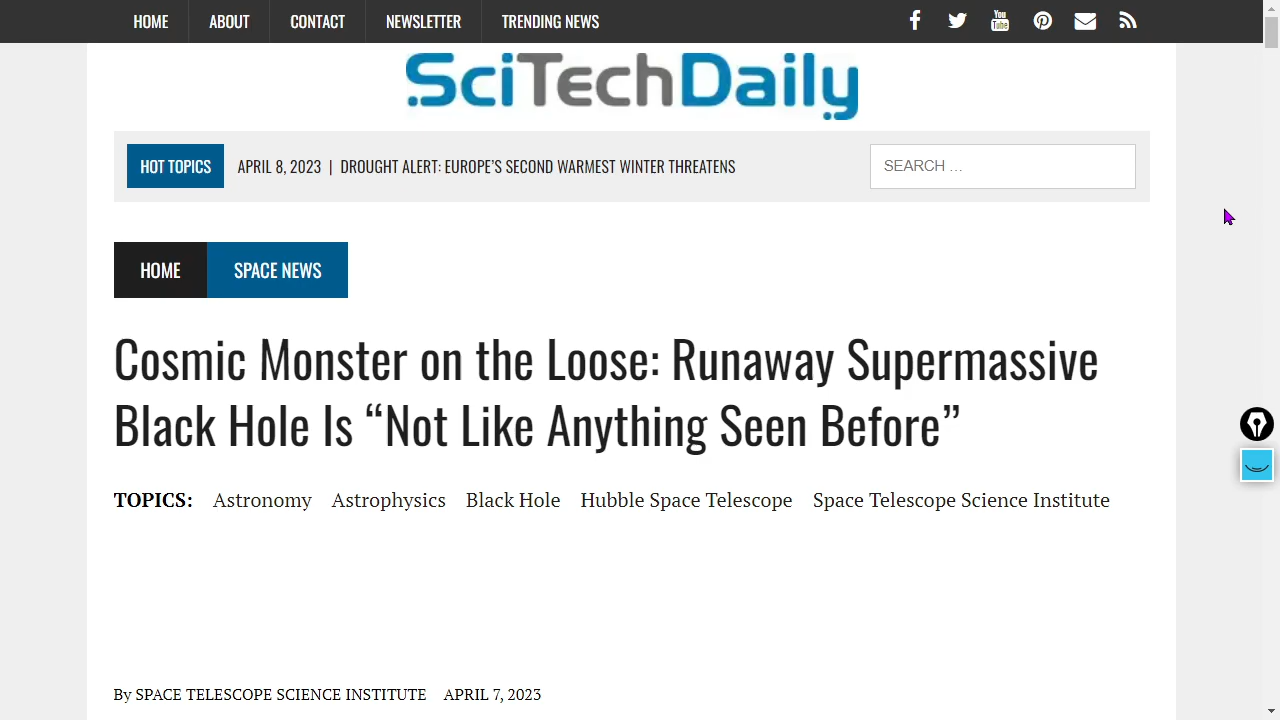 HOME ABOUT CONTACT NEWSLETTER TRENDING NEWS
You Tube
SciTechDaily
HOT TOPICS APRIL 8, 2023 | DROUGHT ALERT: EUROPE’S SECOND WARMEST WINTER THREATENS SEARCH ...
HOME SPACE NEWS
Cosmic Monster on the Loose: Runaway Supermassive
Black Hole Is “Not Like Anything Seen Before”
TOPICS: Astronomy Astrophysics Black Hole Hubble Space Telescope Space Telescope Science Institute
By SPACE TELESCOPE SCIENCE INSTITUTE APRIL 7, 2023